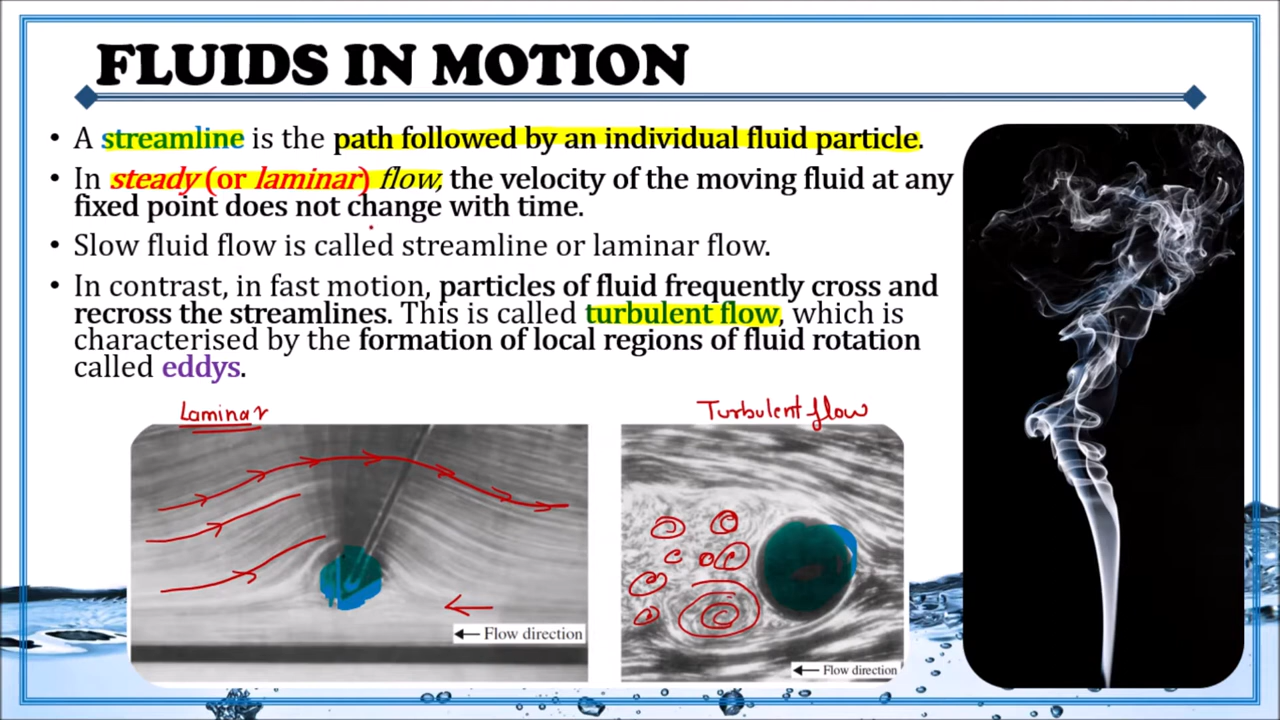 FLUIDS IN MOTION
• A streamline is the path followed by an individual fluid particle.
• In steady (or laminar) flow, the velocity of the moving fluid at any
fixed point does not change with time.
• Slow fluid flow is called streamline or laminar flow.
• In contrast, in fast motion, particles of fluid frequently cross and
recross the streamlines. This is called turbulent flow, which is
characterised by the formation of local regions of fluid rotation
called eddys.
Laminar
Turbulent flow
Flow direction
Flow direction